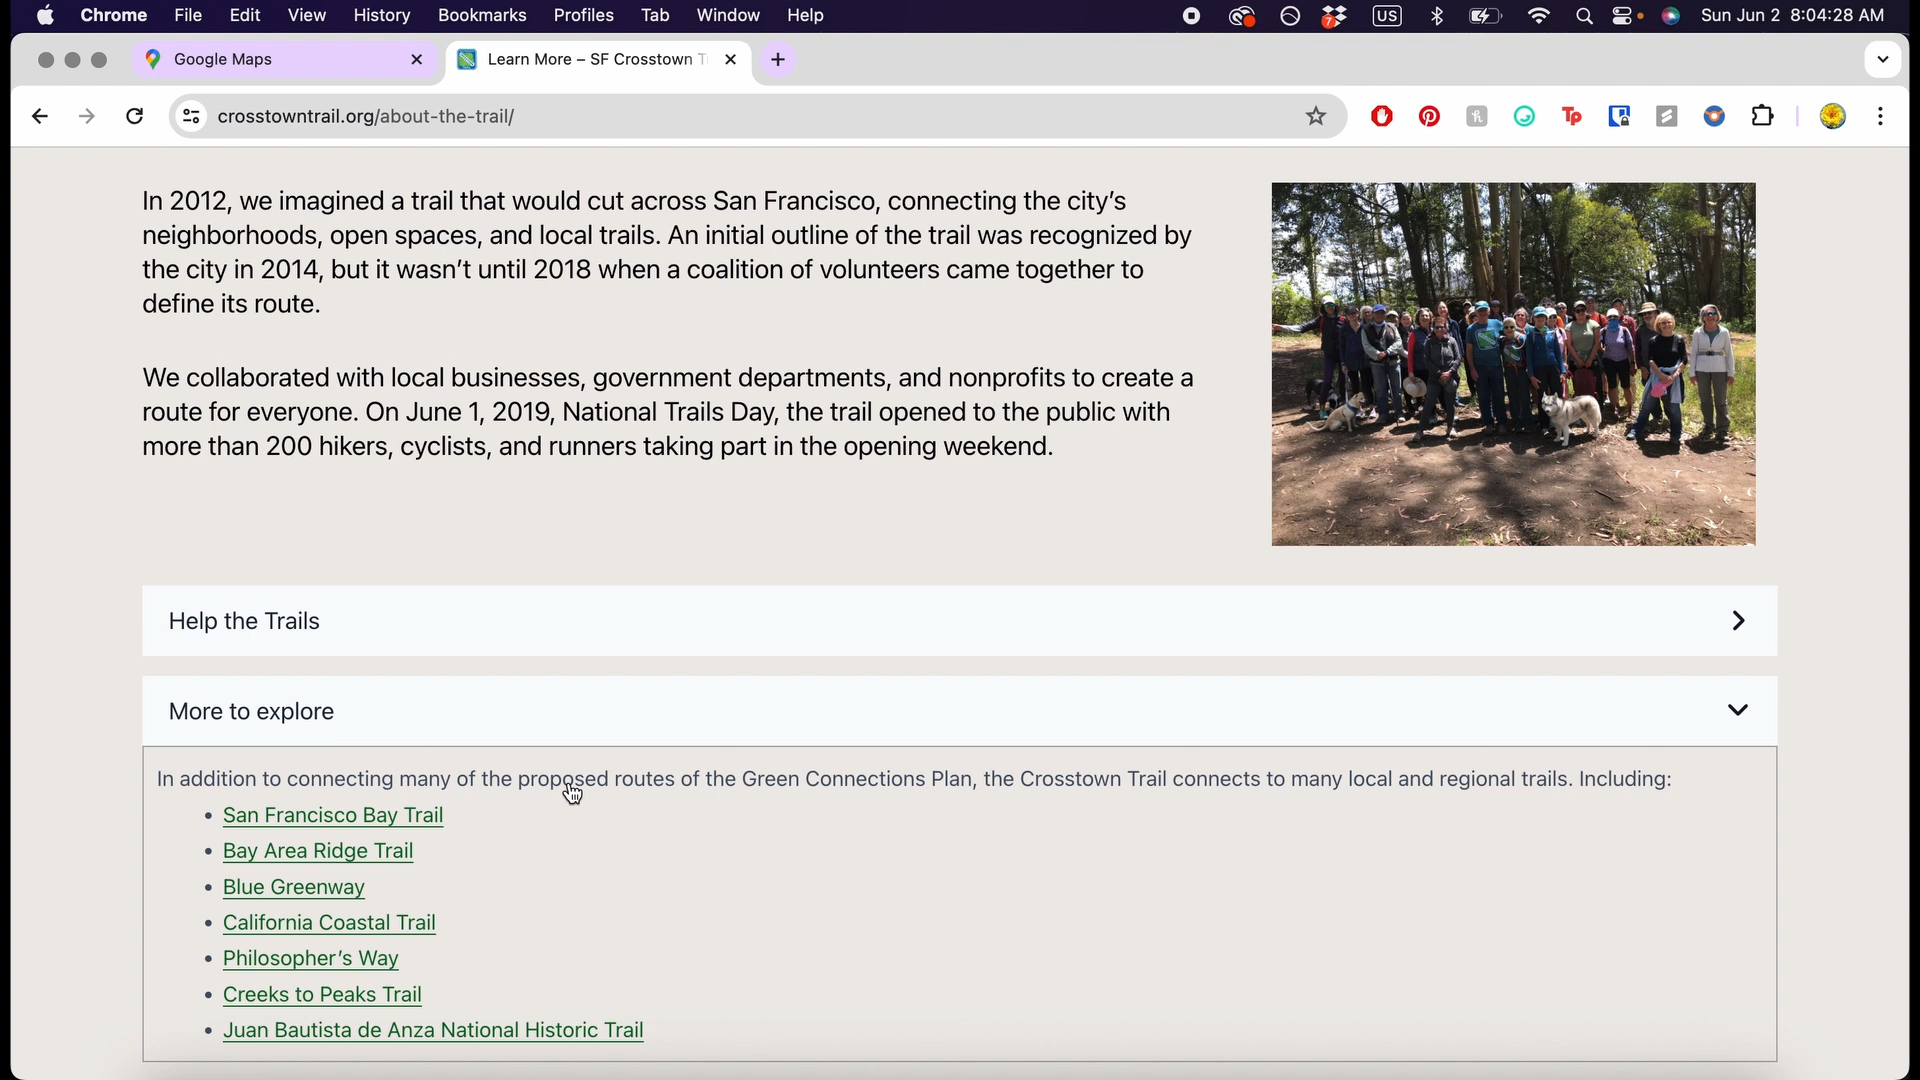 Chrome File Edit View History Bookmarks Profiles Tab Window Help 7 US Sun Jun 2 8:04:28 AM
Google Maps Learn More – SF Crosstown T
crosstowntrail.org/about-the-trail/
In 2012, we imagined a trail that would cut across San Francisco, connecting the city's
neighborhoods, open spaces, and local trails. An initial outline of the trail was recognized by
the city in 2014, but it wasn't until 2018 when a coalition of volunteers came together to
define its route.
We collaborated with local businesses, government departments, and nonprofits to create a
route for everyone. On June 1, 2019, National Trails Day, the trail opened to the public with
more than 200 hikers, cyclists, and runners taking part in the opening weekend.
Help the Trails
More to explore
In addition to connecting many of the proposed routes of the Green Connections Plan, the Crosstown Trail connects to many local and regional trails. Including:
• San Francisco Bay Trail
• Bay Area Ridge Trail
• Blue Greenway
• California Coastal Trail
• Philosopher's Way
• Creeks to Peaks Trail
• Juan Bautista de Anza National Historic Trail